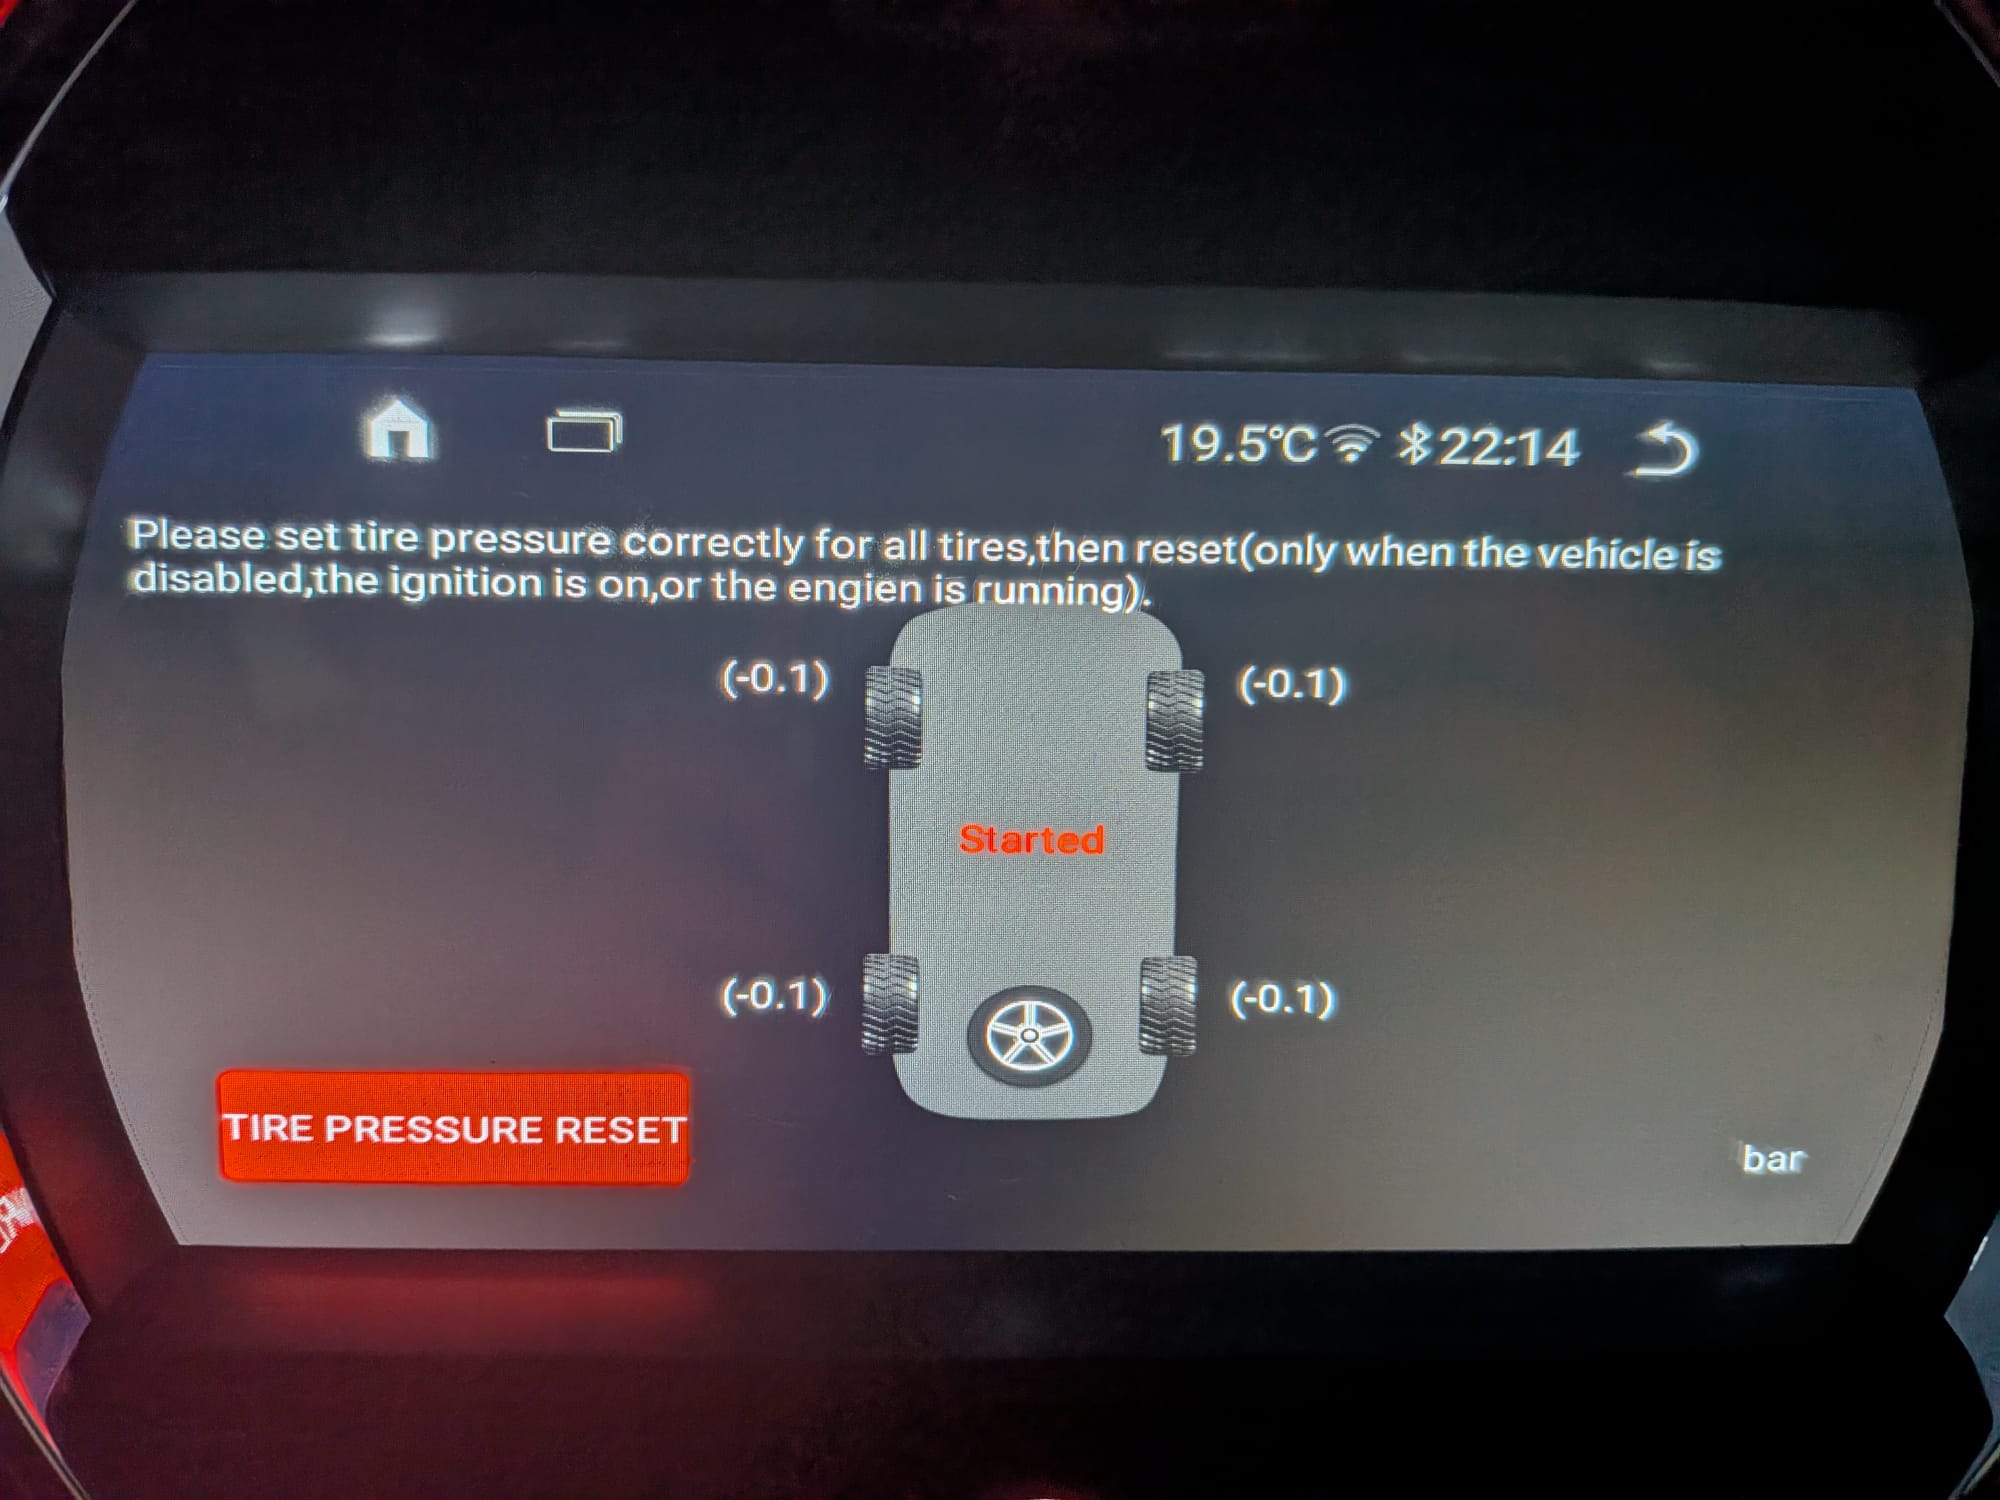 19.5°C 22:14
Please set tire pressure correctly for all tires,then reset(only when the vehicle is
disabled,the ignition is on,or the engien is running).
(-0.1) (-0.1)
Started
(-0.1) (-0.1)
TIRE PRESSURE RESET
bar